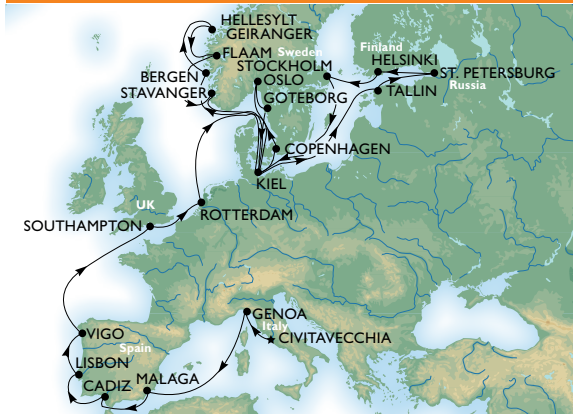 HELLESYLT
GEIRANGER
FLAAM
Sweden
Finland
STOCKHOLM
HELSINKI
BERGEN
OSLO
ST. PETERSBURG
STAVANGER
GOTEBORG
TALLIN
Russia
COPENHAGEN
KIEL
UK
ROTTERDAM
SOUTHAMPTON
GENOA
Italy
VIGO
CIVITAVECCHIA
Spain
LISBON
CADIZ
MALAGA